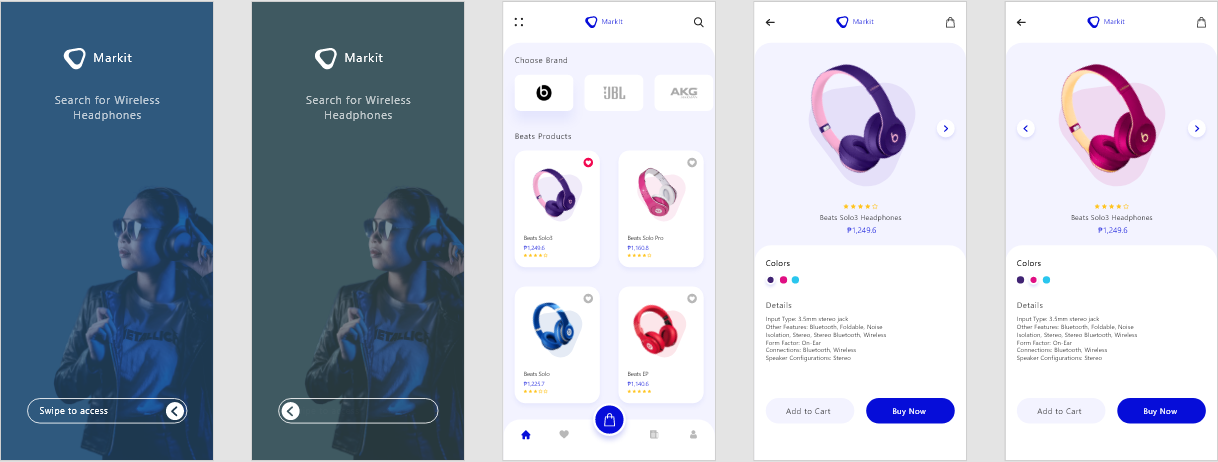 Markit
Search for Wireless
Headphones
METALLICA
Swipe to access
Markit
Search for Wireless
Headphones
METALLICA
Markit
Choose Brand
JBL
AKG
Beats Products
Beats Solo3
₱1,249.6
Beats Solo Pro
₱1,160.8
Beats Solo
₱1,225.7
Beats EP
₱1,140.6
Markit
Beats Solo3 Headphones
₱1,249.6
Colors
Details
Input Type: 3.5mm stereo jack
Other Features: Bluetooth, Foldable, Noise
Isolation, Stereo, Stereo Bluetooth, Wireless
Form Factor: On-Ear
Connections: Bluetooth, Wireless
Speaker Configurations: Stereo
Add to Cart
Buy Now
Markit
Beats Solo3 Headphones
₱1,249.6
Colors
Details
Input Type: 3.5mm stereo jack
Other Features: Bluetooth, Foldable, Noise
Isolation, Stereo, Stereo Bluetooth, Wireless
Form Factor: On-Ear
Connections: Bluetooth, Wireless
Speaker Configurations: Stereo
Add to Cart
Buy Now